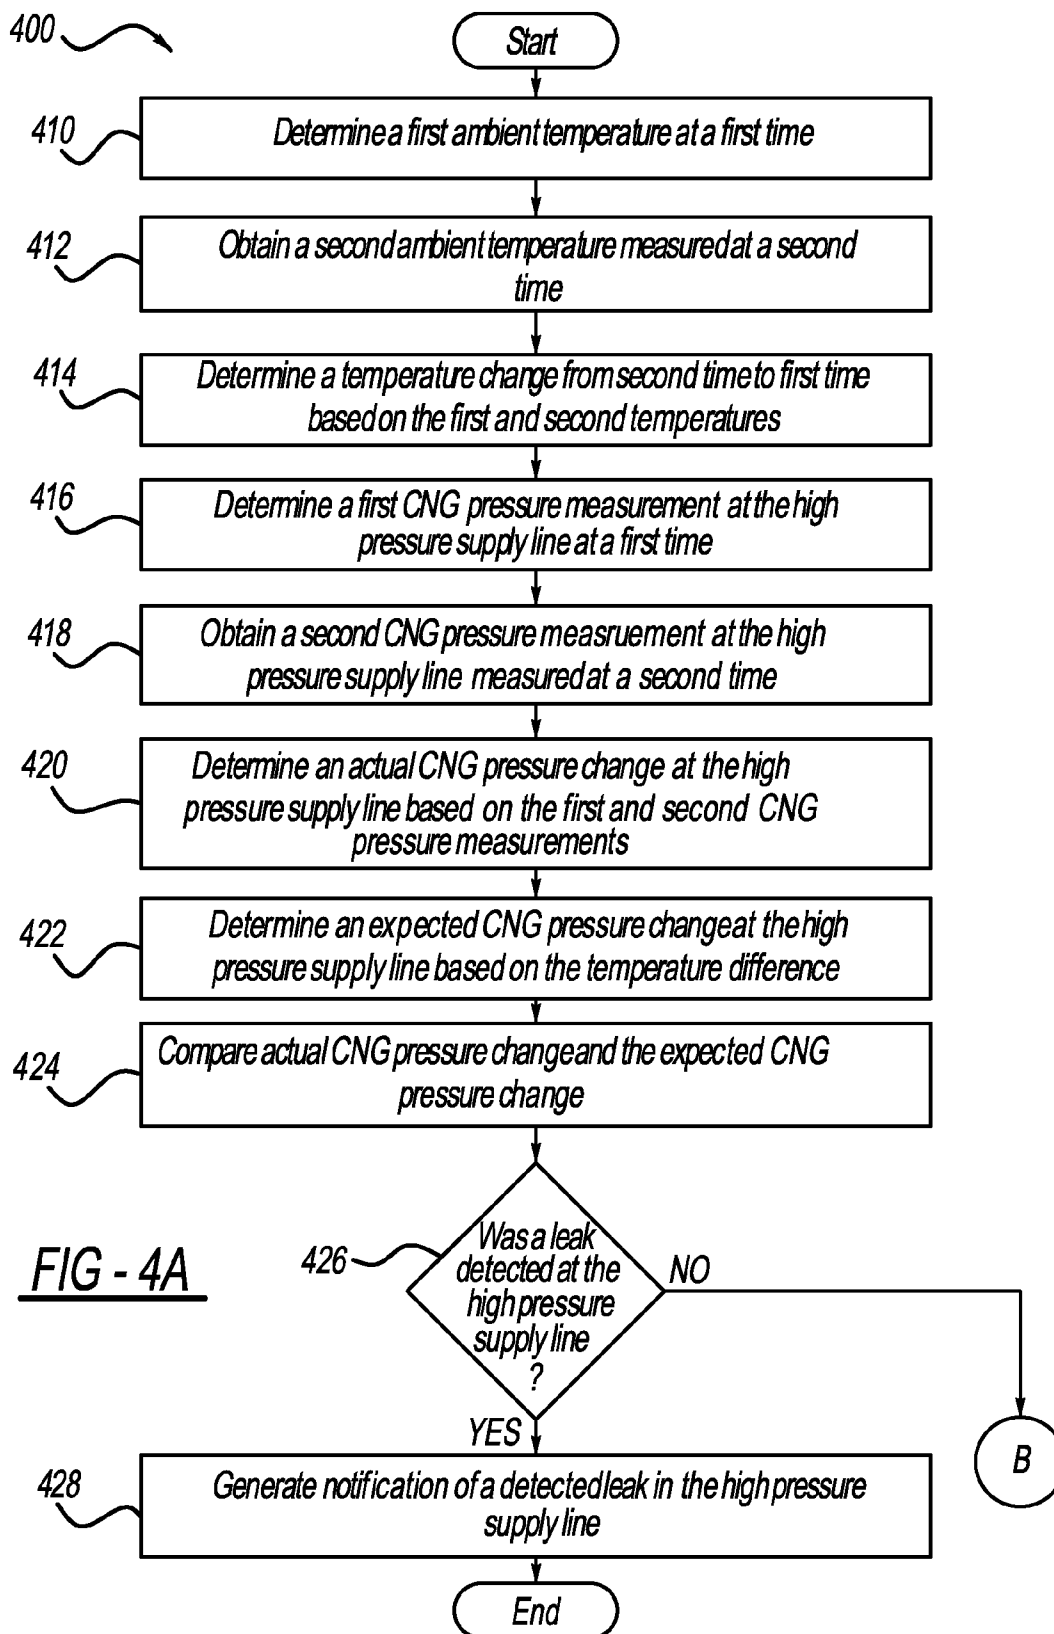 400
Start
410
Determine a first ambient temperature at a first time
412
Obtain a second ambient temperature measured at a second
time
414
Determine a temperature change from second time to first time
based on the first and second temperatures
416
Determine a first CNG pressure measurement at the high
pressure supply line at a first time
418
Obtain a second CNG pressure measruement at the high
pressure supply line measured at a second time
420
Determine an actual CNG pressure change at the high
pressure supply line based on the first and second CNG
pressure measurements
422
Determine an expected CNG pressure change at the high
pressure supply line based on the temperature difference
424
Compare actual CNG pressure change and the expected CNG
pressure change
FIG - 4A
426
Was a leak
detected at the
high pressure
supply line
?
NO
YES
B
428
Generate notification of a detected leak in the high pressure
supply line
End